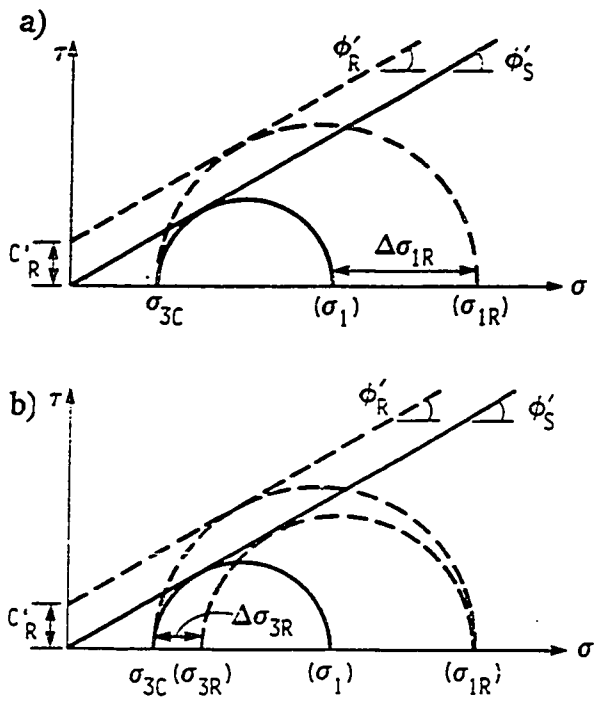 a)
τ
ϕ′R
ϕ′S
C′R
Δσ1R
σ
σ3C
(σ1)
(σ1R)
b)
τ
ϕ′R
ϕ′S
C′R
Δσ3R
σ
σ3C
(σ3R)
(σ1)
(σ1R)